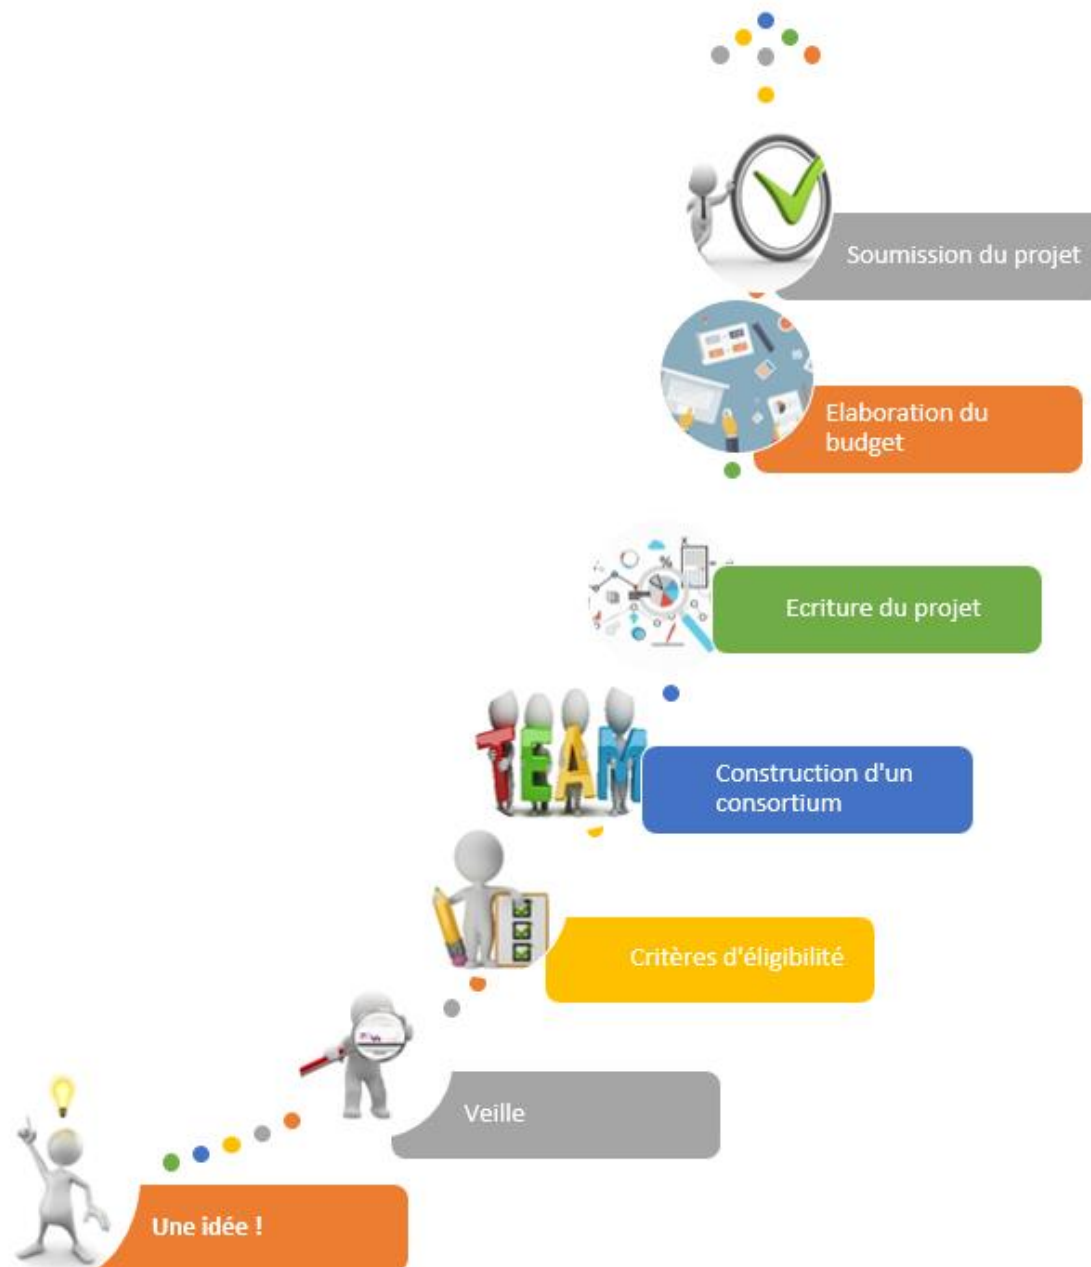 Soumission du projet
Elaboration du
budget
Ecriture du projet
TEAM
Construction d'un
consortium
Critères d'éligibilité
Veille
Une idée !